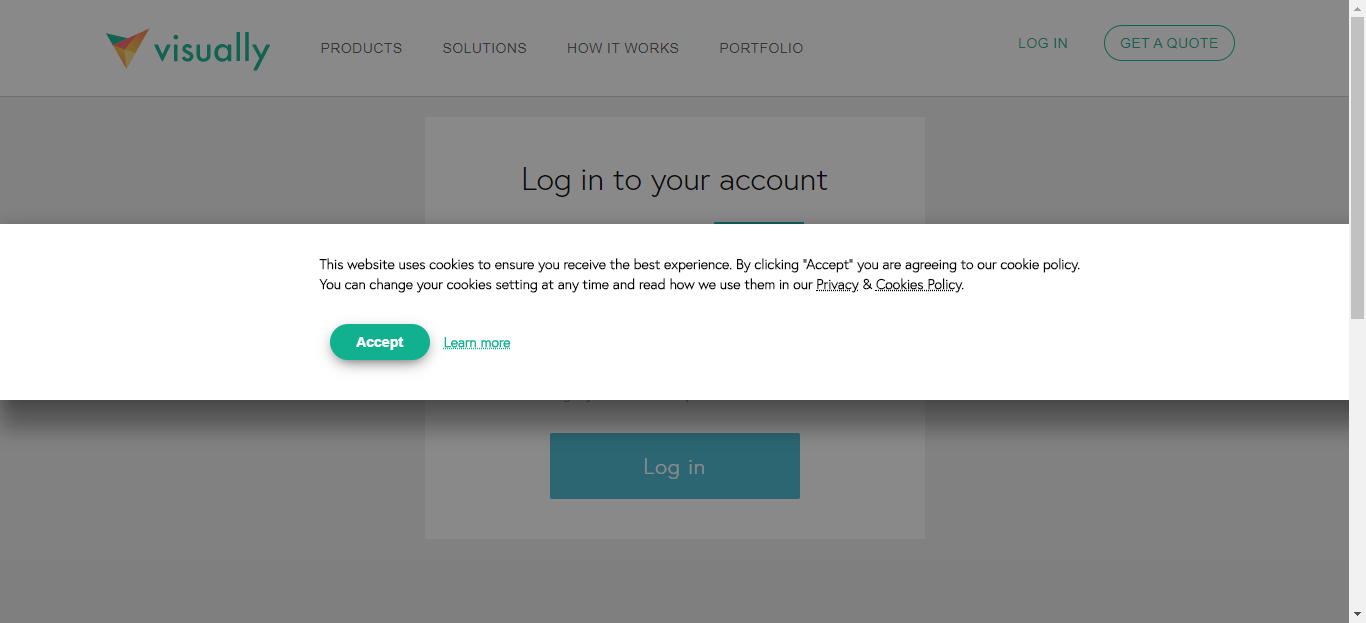 visually
PRODUCTS SOLUTIONS HOW IT WORKS PORTFOLIO
LOG IN
GET A QUOTE
Log in to your account
This website uses cookies to ensure you receive the best experience. By clicking "Accept" you are agreeing to our cookie policy.
You can change your cookies setting at any time and read how we use them in our Privacy & Cookies Policy.
Accept
Learn more
Log in